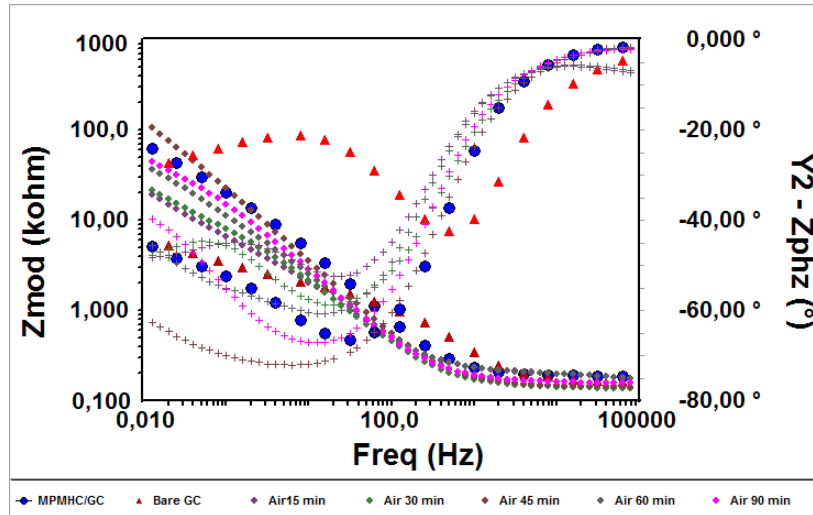 1000
100,0
10,00
1,000
0,100
Zmod (kohm)
0,010
100,0
100000
Freq (Hz)
0,000 °
-20,00 °
-40,00 °
-60,00 °
-80,00 °
Y2 - Zphz (°)
MPMHC/GC
Bare GC
Air15 min
Air 30 min
Air 45 min
Air 60 min
Air 90 min